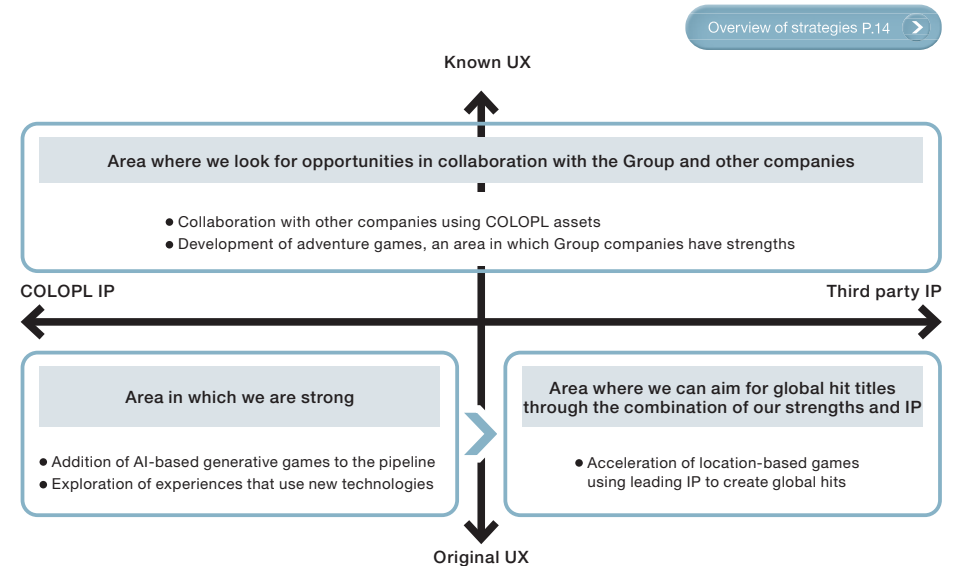 Overview of strategies P.14
Known UX
Area where we look for opportunities in collaboration with the Group and other companies
● Collaboration with other companies using COLOPL assets
● Development of adventure games, an area in which Group companies have strengths
COLOPL IP
Third party IP
Area in which we are strong
● Addition of AI-based generative games to the pipeline
● Exploration of experiences that use new technologies
Area where we can aim for global hit titles
through the combination of our strengths and IP
● Acceleration of location-based games
using leading IP to create global hits
Original UX